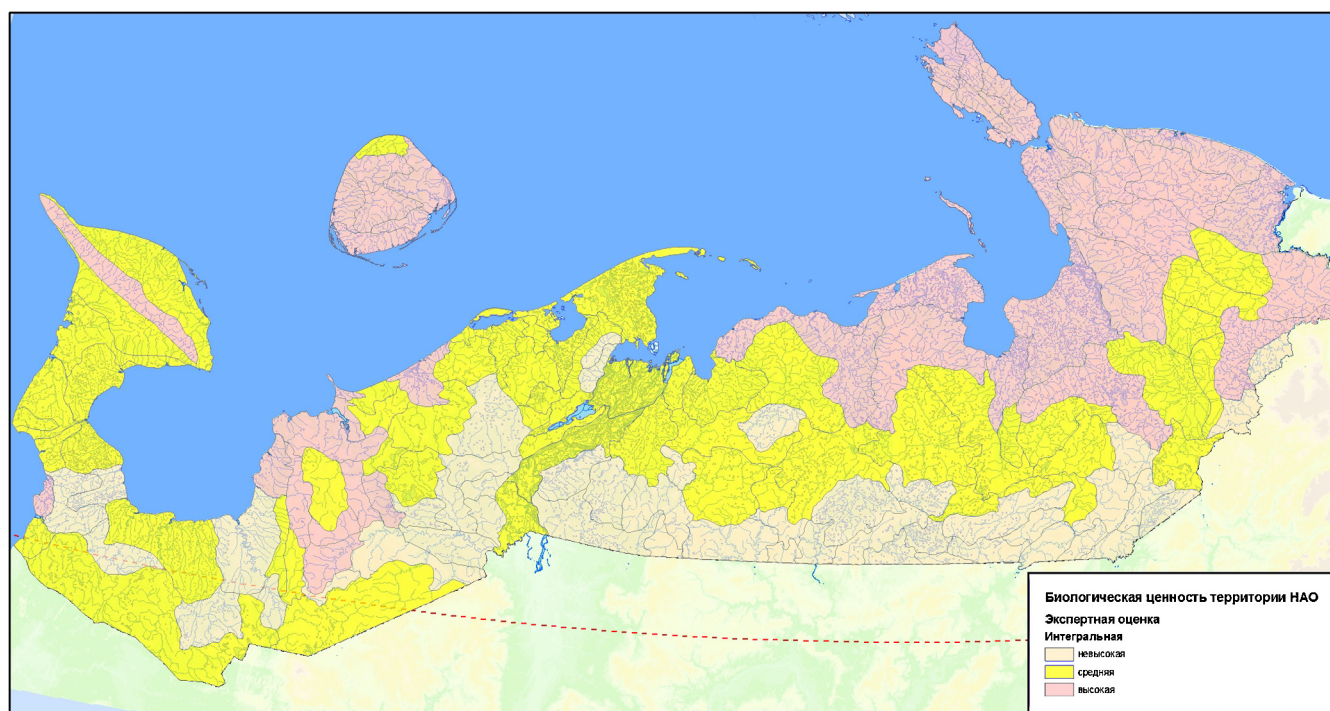 Биологическая ценность территории НАО
Экспертная оценка
Интегральная
невысокая
средняя
высокая